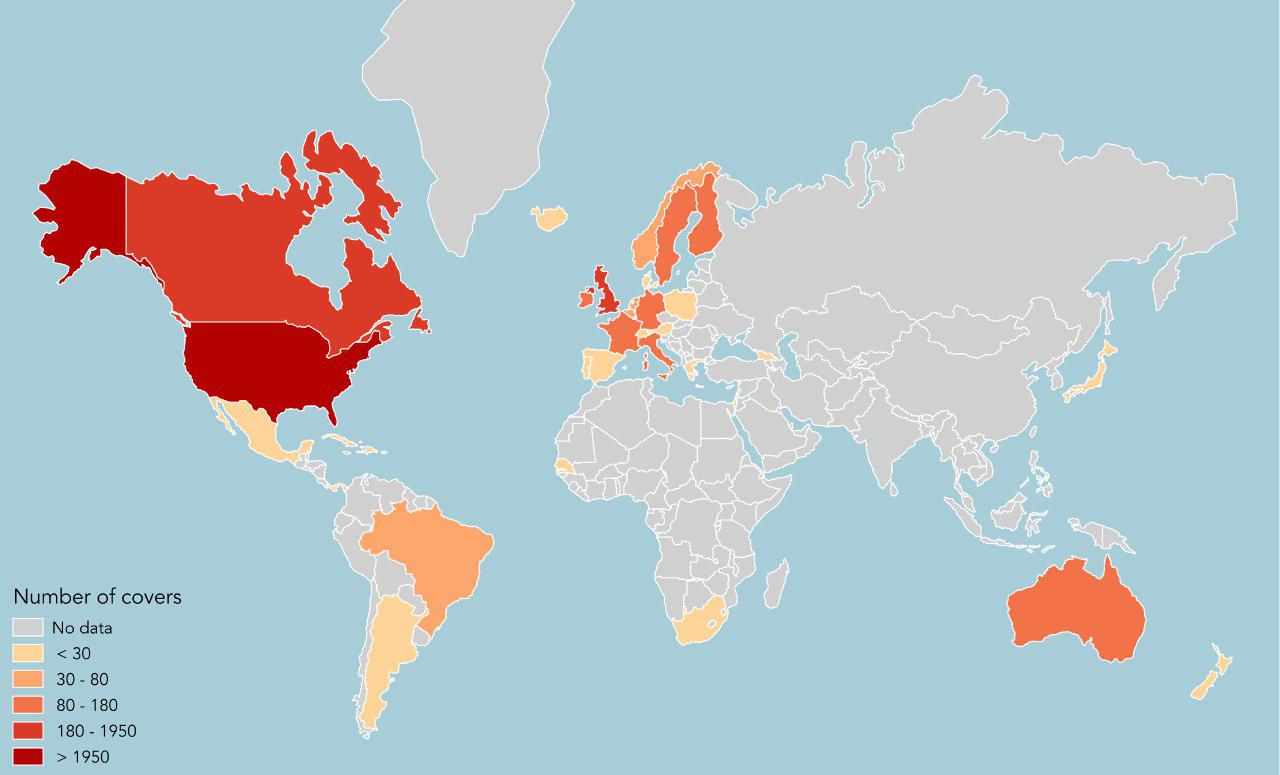 Number of covers
No data
< 30
30 - 80
80 - 180
180 - 1950
> 1950